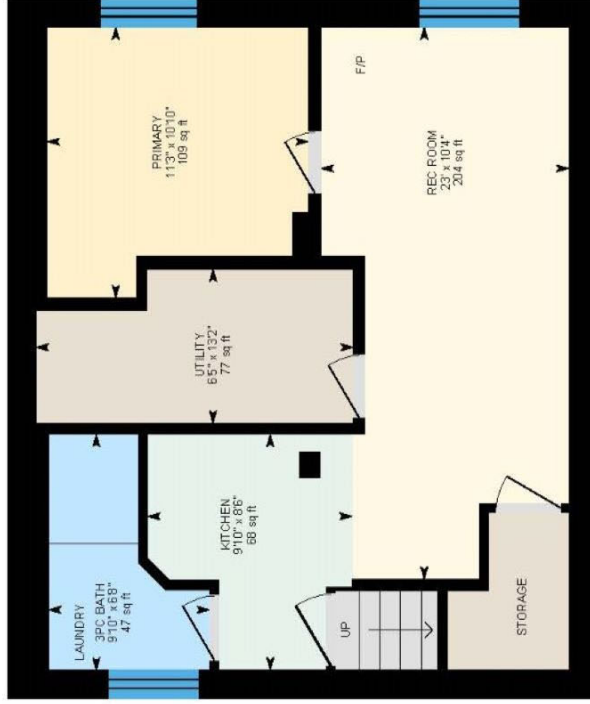 PRIMARY
11'3" x 10'10"
109 sq ft
F/P
REC ROOM
23' x 10'4"
204 sq ft
UTILITY
6'5" x 13'2"
77 sq ft
KITCHEN
9'10" x 8'6"
68 sq ft
LAUNDRY
3PC BATH
9'10" x 6'8"
47 sq ft
UP
STORAGE